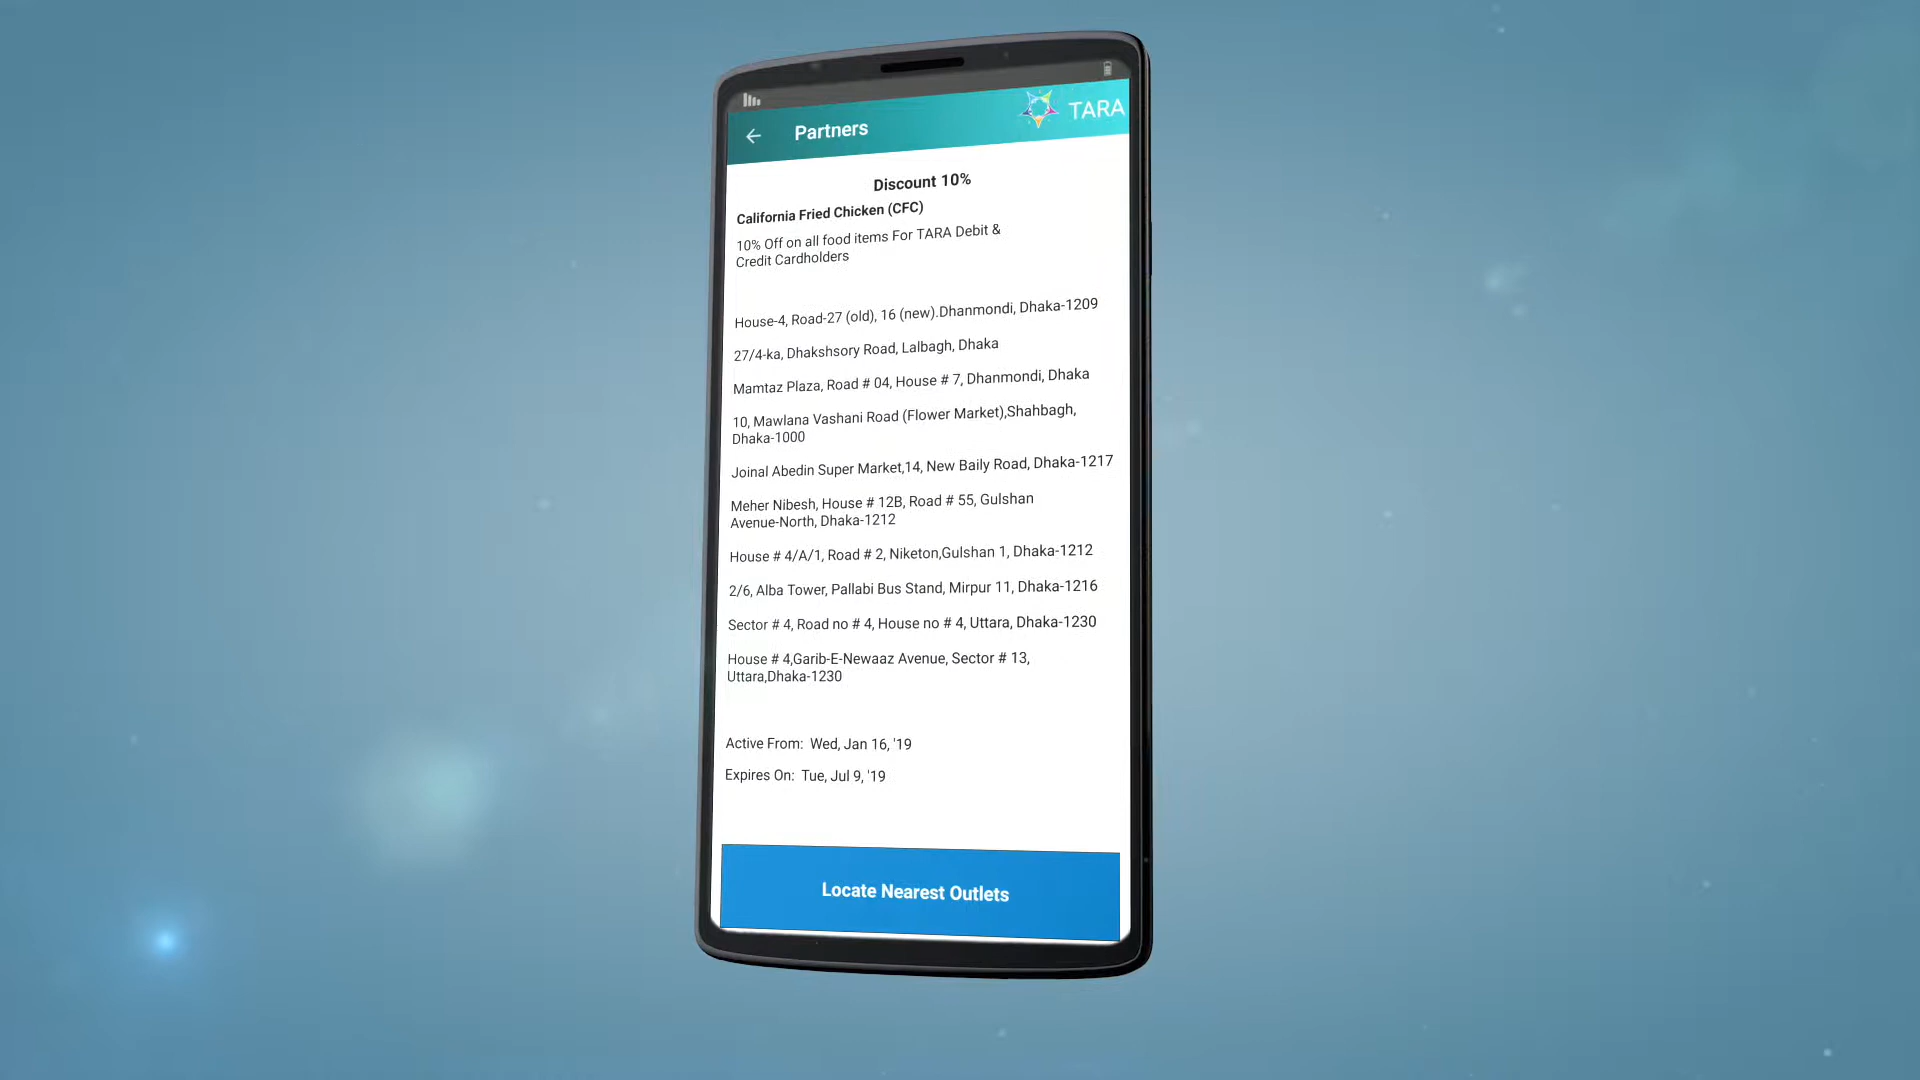 Partners
TARA
Discount 10%
California Fried Chicken (CFC)
10% Off on all food items For TARA Debit &
Credit Cardholders
House-4, Road-27 (old), 16 (new).Dhanmondi, Dhaka-1209
27/4-ka, Dhakshsory Road, Lalbagh, Dhaka
Mamtaz Plaza, Road # 04, House # 7, Dhanmondi, Dhaka
10, Mawlana Vashani Road (Flower Market),Shahbagh,
Dhaka-1000
Joinal Abedin Super Market,14, New Baily Road, Dhaka-1217
Meher Nibesh, House # 12B, Road # 55, Gulshan
Avenue-North, Dhaka-1212
House # 4/A/1, Road # 2, Niketon,Gulshan 1, Dhaka-1212
2/6, Alba Tower, Pallabi Bus Stand, Mirpur 11, Dhaka-1216
Sector # 4, Road no # 4, House no # 4, Uttara, Dhaka-1230
House # 4,Garib-E-Newaaz Avenue, Sector # 13,
Uttara,Dhaka-1230
Active From: Wed, Jan 16, '19
Expires On: Tue, Jul 9, '19
Locate Nearest Outlets